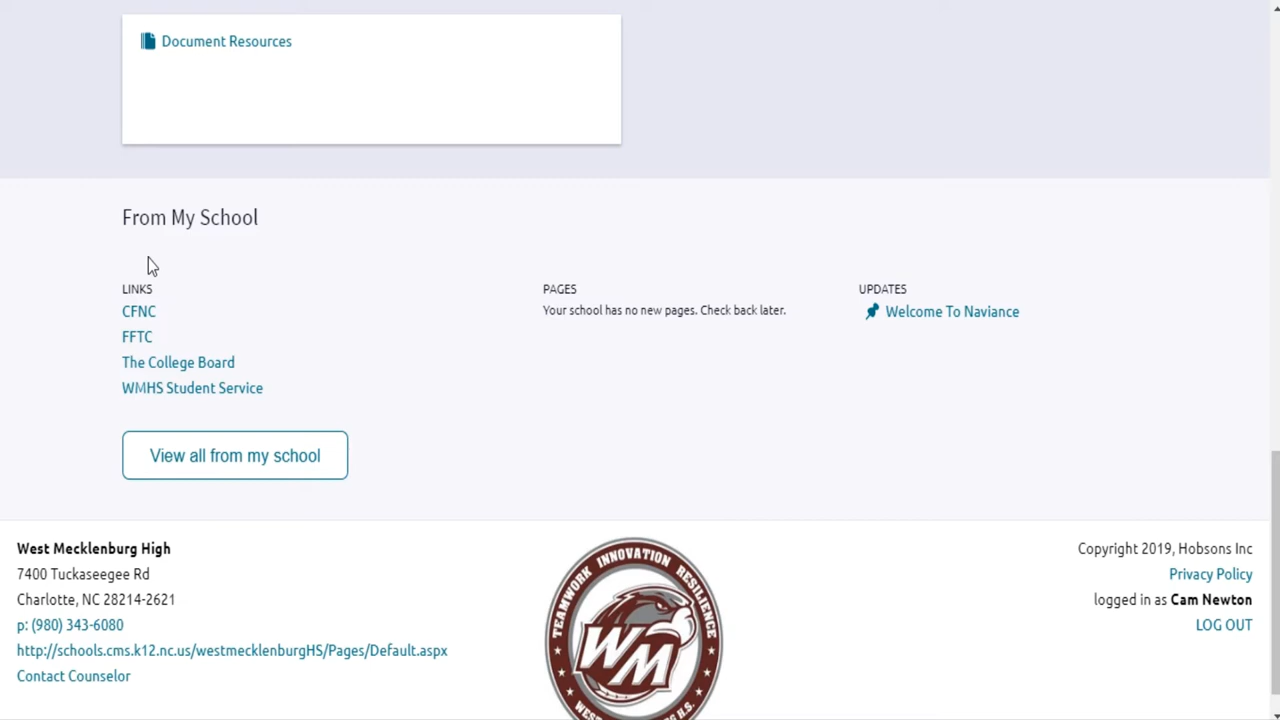 Document Resources
From My School
LINKS
CFNC
FFTC
The College Board
WMHS Student Service
PAGES
Your school has no new pages. Check back later.
UPDATES
Welcome To Naviance
View all from my school
West Mecklenburg High
7400 Tuckaseegee Rd
Charlotte, NC 28214-2621
p: (980) 343-6080
http://schools.cms.k12.nc.us/westmecklenburgHS/Pages/Default.aspx
Contact Counselor
TEAMWORK INNOVATION RESILIENCE
WM
H.S.
Copyright 2019, Hobsons Inc
Privacy Policy
logged in as Cam Newton
LOG OUT